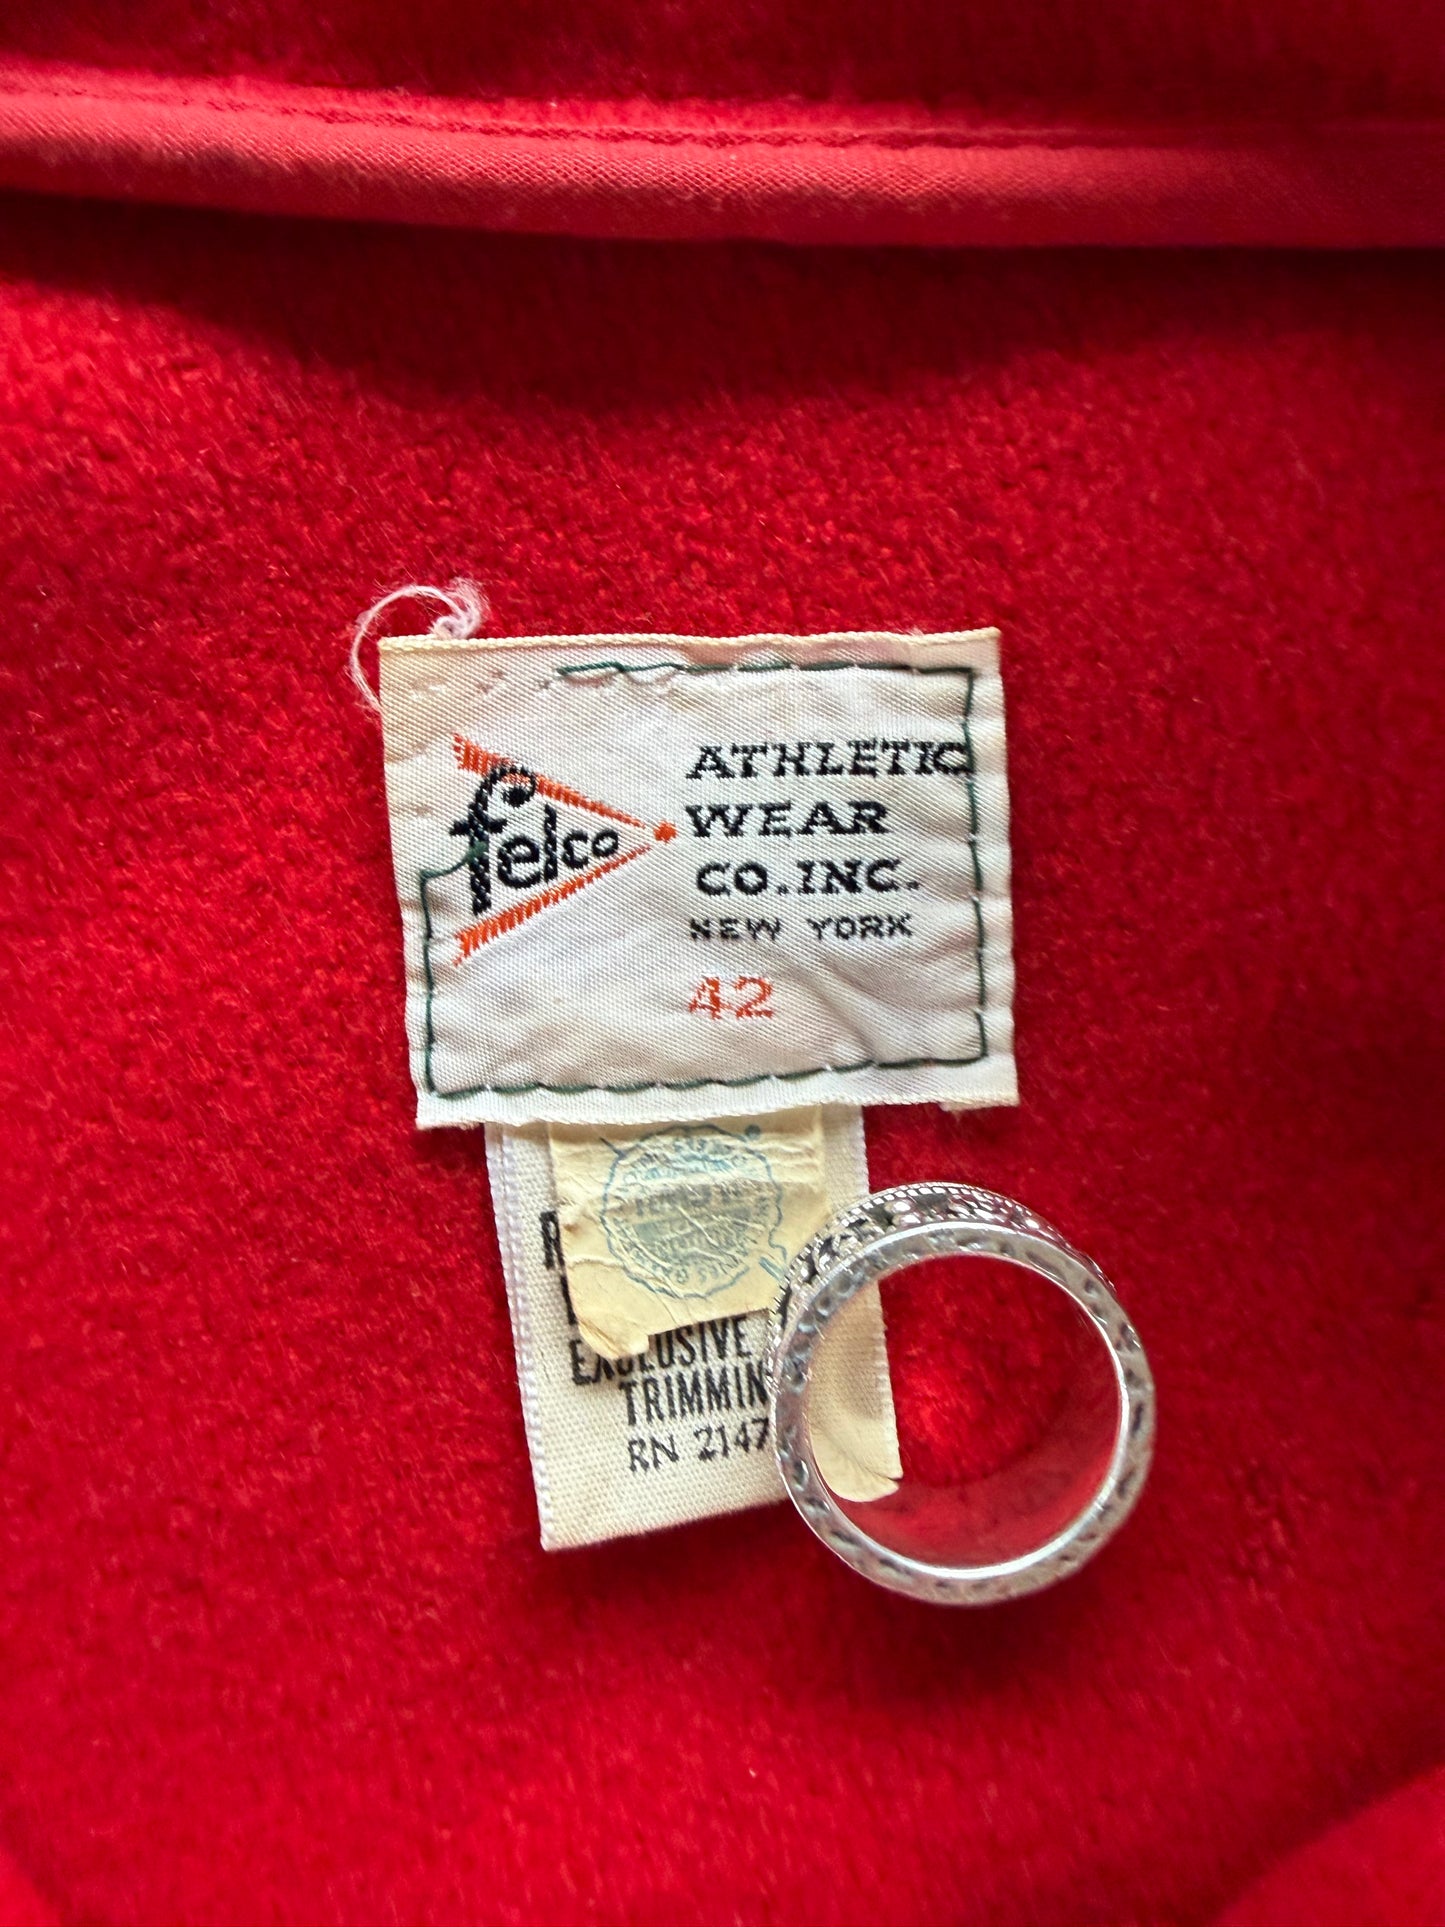 felco
ATHLETIC
WEAR
CO. INC.
NEW YORK
42
R
EXCLUSIVE
TRIMMIN
RN 2147